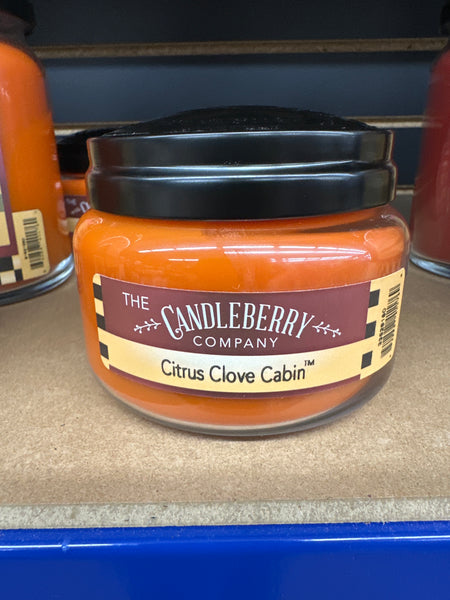 THE
CANDLEBERRY
COMPANY
Citrus Clove Cabin™